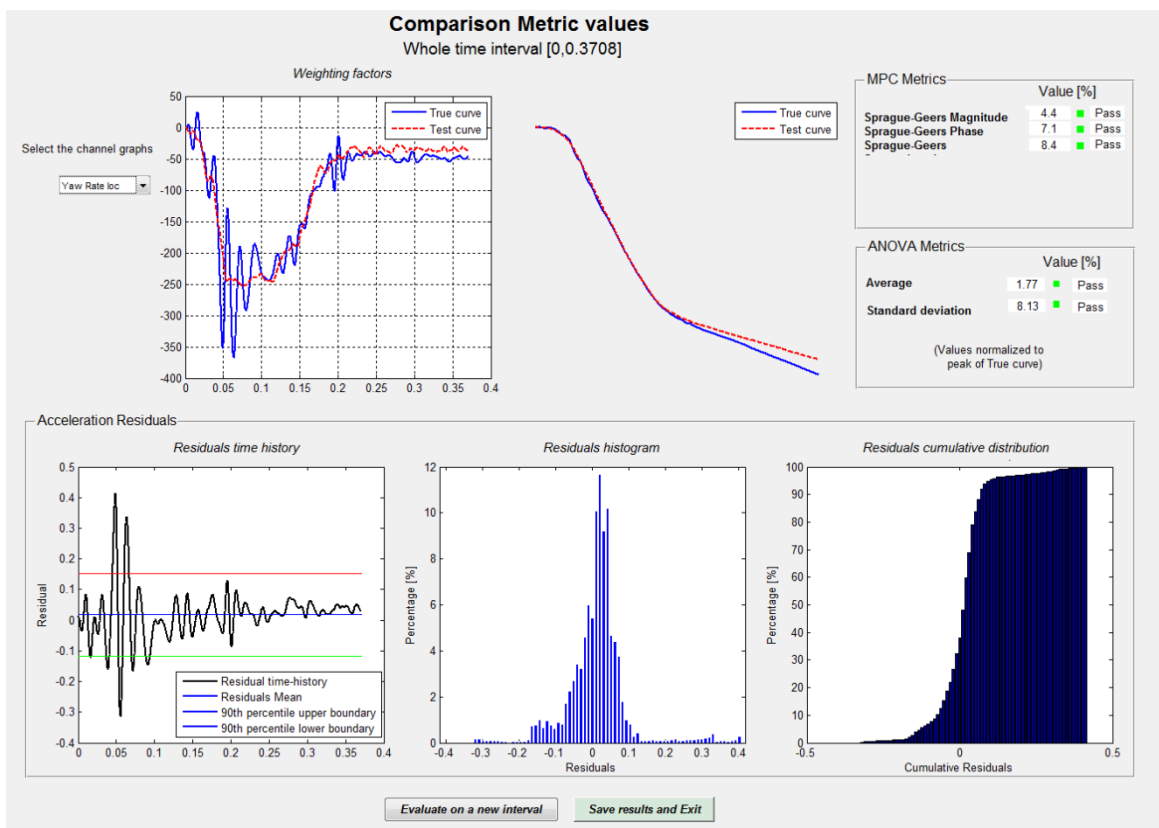 Comparison Metric values
Whole time interval [0,0.3708]
Weighting factors
Select the channel graphs
Yaw Rate loc
50
0
-50
-100
-150
-200
-250
-300
-350
-400
0 0.05 0.1 0.15 0.2 0.25 0.3 0.35 0.4
True curve
Test curve
True curve
Test curve
MPC Metrics
Value [%]
Sprague-Geers Magnitude 4.4 Pass
Sprague-Geers Phase 7.1 Pass
Sprague-Geers 8.4 Pass
ANOVA Metrics
Value [%]
Average 1.77 Pass
Standard deviation 8.13 Pass
(Values normalized to
peak of True curve)
Acceleration Residuals
Residuals time history
0.5
0.4
0.3
0.2
0.1
0
-0.1
-0.2
-0.3
-0.4
Residual
0 0.05 0.1 0.15 0.2 0.25 0.3 0.35 0.4
Residual time-history
Residuals Mean
90th percentile upper boundary
90th percentile lower boundary
Residuals histogram
12
10
8
6
4
2
0
Percentage [%]
-0.4 -0.3 -0.2 -0.1 0 0.1 0.2 0.3 0.4
Residuals
Residuals cumulative distribution
100
90
80
70
60
50
40
30
20
10
0
Percentage [%]
-0.5 0 0.5
Cumulative Residuals
Evaluate on a new interval
Save results and Exit